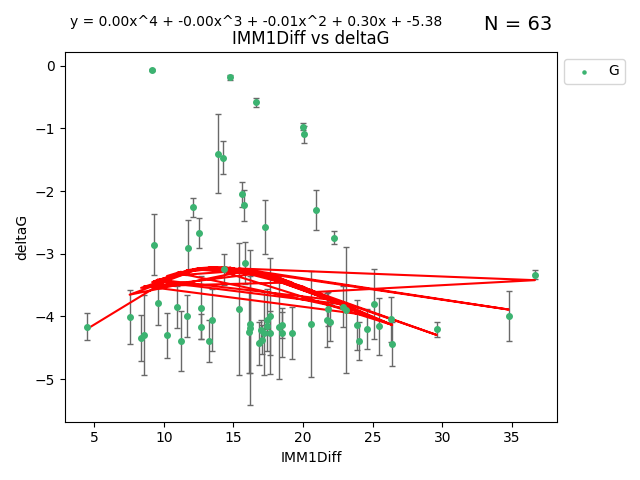 y = 0.00x^4 + -0.00x^3 + -0.01x^2 + 0.30x + -5.38
N = 63
IMM1Diff vs deltaG
G
deltaG
0
−1
−2
−3
−4
−5
5 10 15 20 25 30 35
IMM1Diff